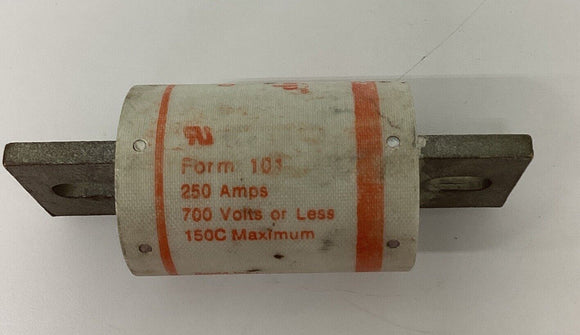 Form 101
250 Amps
700 Volts or Less
150C Maximum